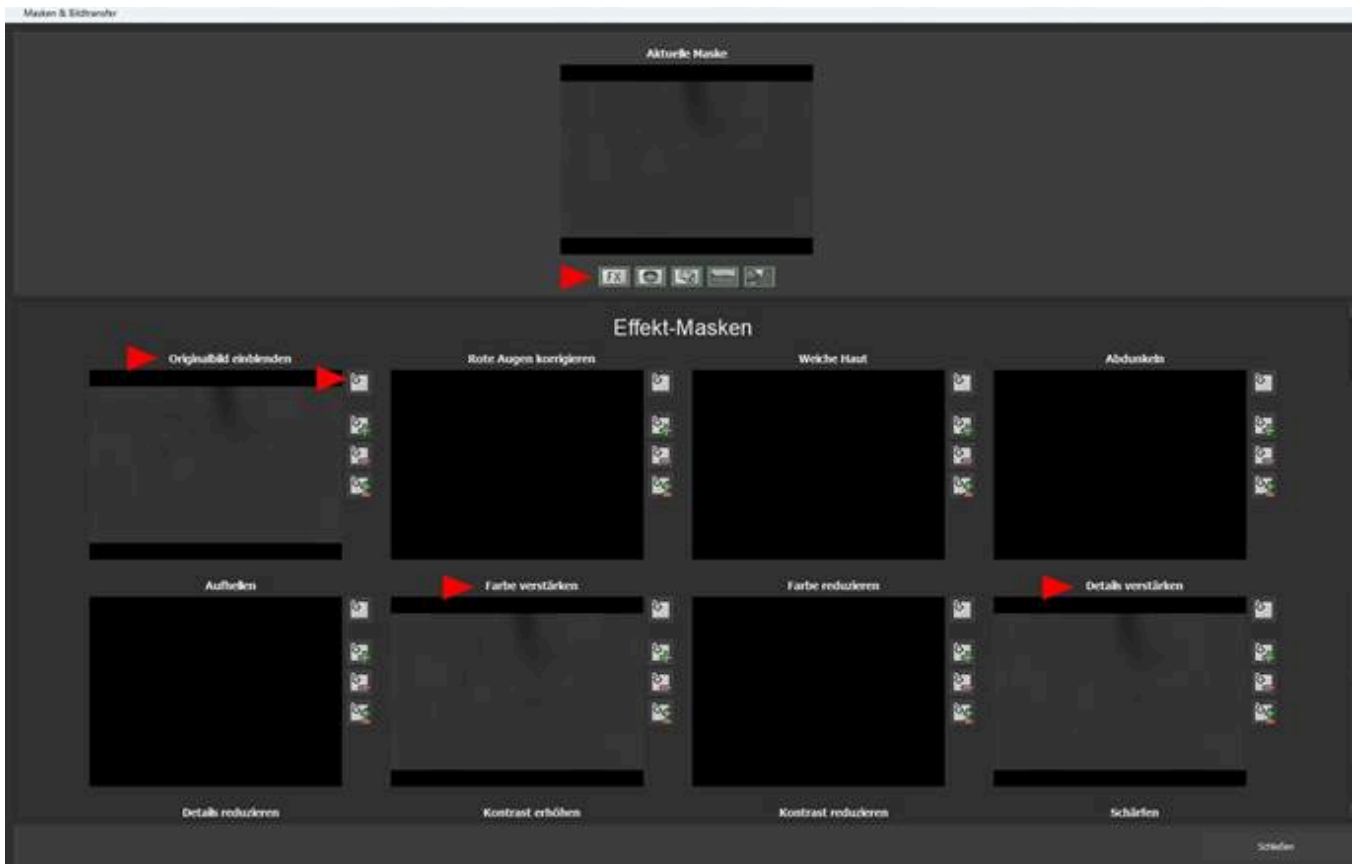 Masken & Bildtransfer
Aktuelle Maske
FX
Effekt-Masken
Originalbild einblenden
Rote Augen korrigieren
Weiche Haut
Abdunkeln
Aufhellen
Farbe verstärken
Farbe reduzieren
Details verstärken
Details reduzieren
Kontrast erhöhen
Kontrast reduzieren
Schärfen
Schließen